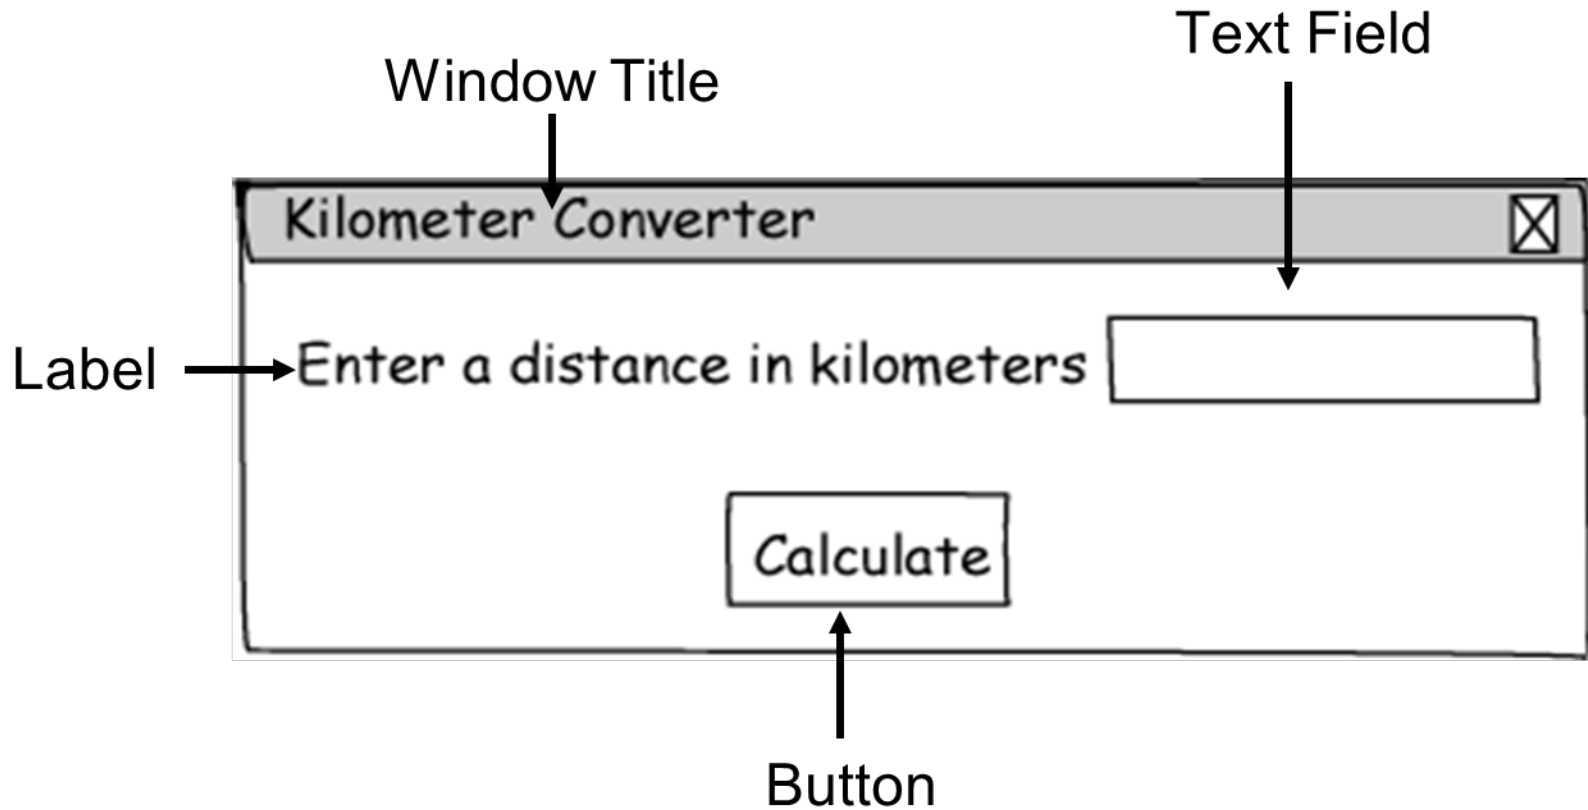 Text Field
Window Title
Kilometer Converter
Label
Enter a distance in kilometers
Calculate
Button